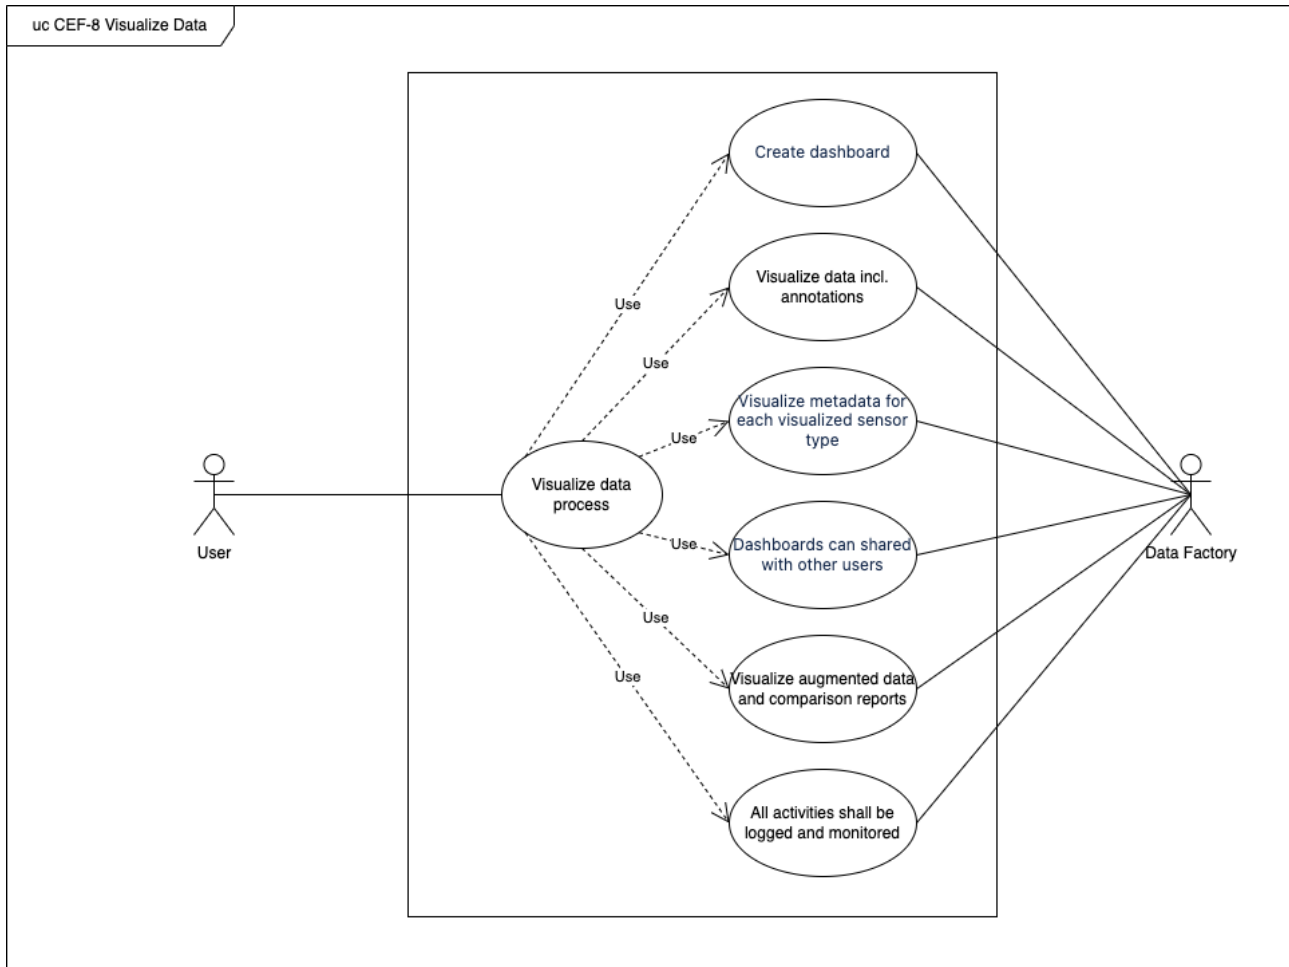 uc CEF-8 Visualize Data
Create dashboard
Visualize data incl.
annotations
Visualize metadata for
each visualized sensor
type
Dashboards can shared
with other users
Visualize augmented data
and comparison reports
All activities shall be
logged and monitored
Use
Use
Use
Use
Use
Use
Visualize data
process
User
Data Factory